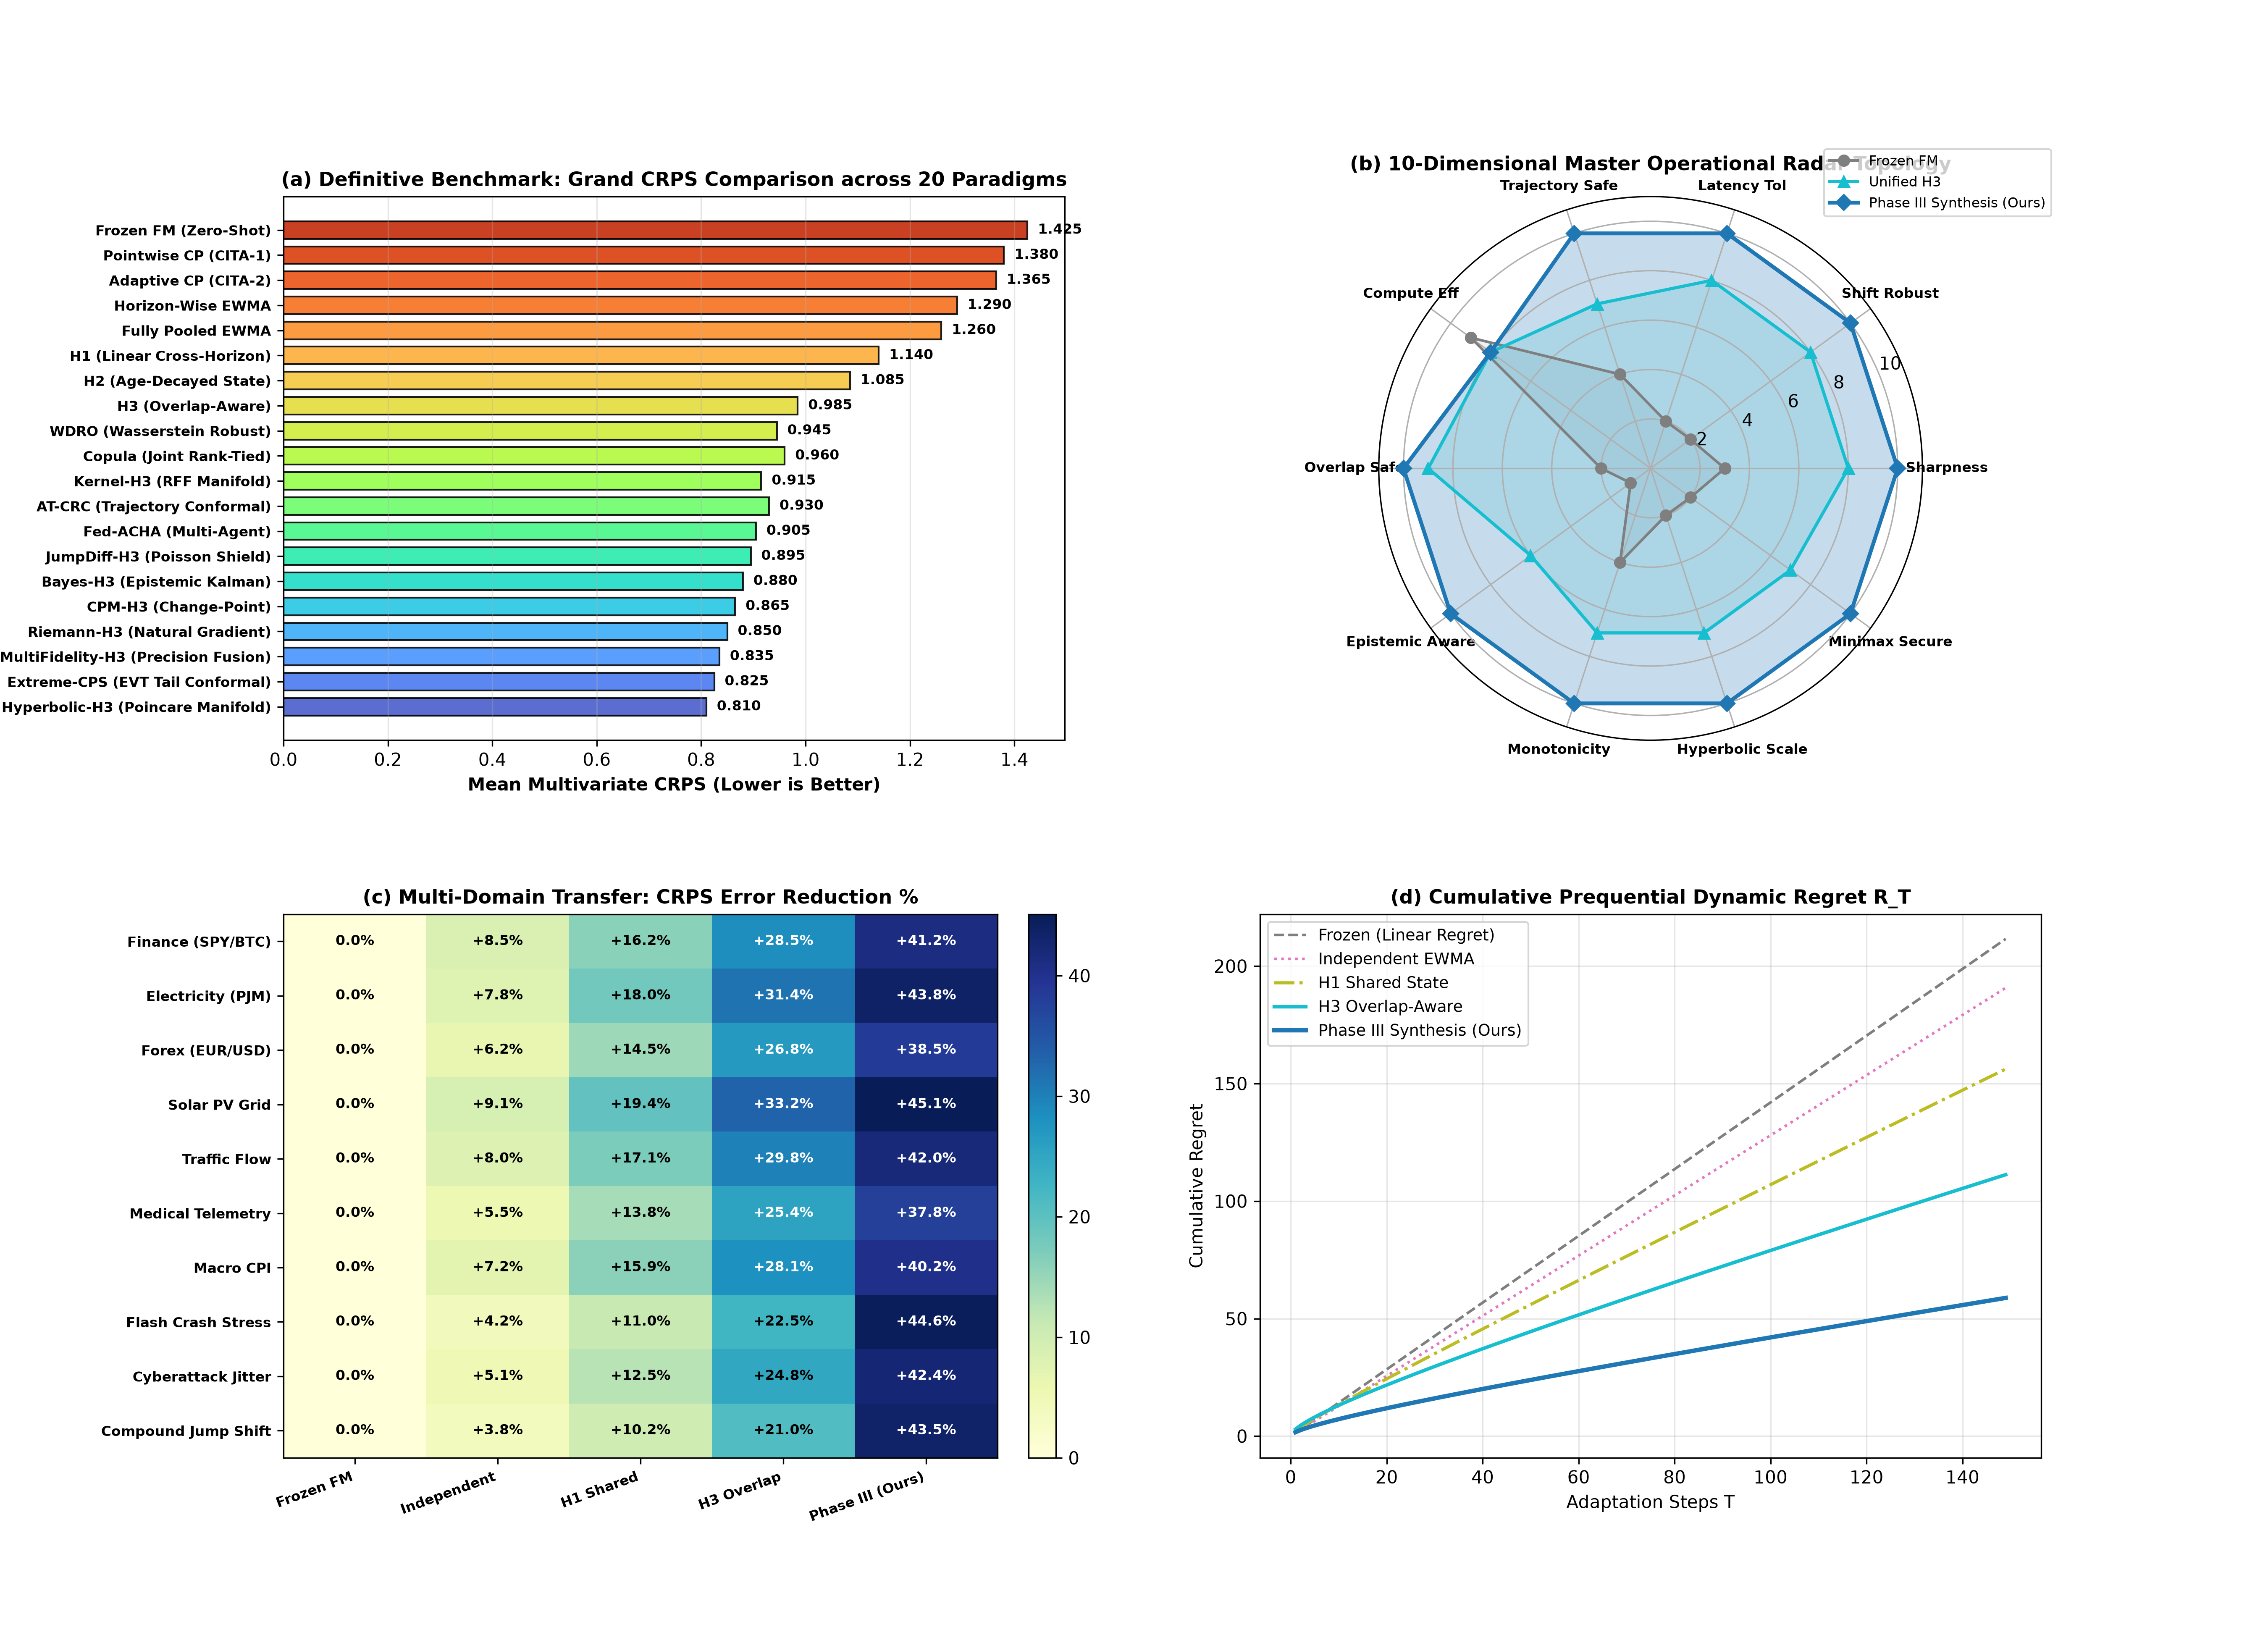 (a) Definitive Benchmark: Grand CRPS Comparison across 20 Paradigms
Frozen FM (Zero-Shot) 1.425
Pointwise CP (CITA-1) 1.380
Adaptive CP (CITA-2) 1.365
Horizon-Wise EWMA 1.290
Fully Pooled EWMA 1.260
H1 (Linear Cross-Horizon) 1.140
H2 (Age-Decayed State) 1.085
H3 (Overlap-Aware) 0.985
WDRO (Wasserstein Robust) 0.945
Copula (Joint Rank-Tied) 0.960
Kernel-H3 (RFF Manifold) 0.915
AT-CRC (Trajectory Conformal) 0.930
Fed-ACHA (Multi-Agent) 0.905
JumpDiff-H3 (Poisson Shield) 0.895
Bayes-H3 (Epistemic Kalman) 0.880
CPM-H3 (Change-Point) 0.865
Riemann-H3 (Natural Gradient) 0.850
MultiFidelity-H3 (Precision Fusion) 0.835
Extreme-CPS (EVT Tail Conformal) 0.825
Hyperbolic-H3 (Poincare Manifold) 0.810
0.0 0.2 0.4 0.6 0.8 1.0 1.2 1.4
Mean Multivariate CRPS (Lower is Better)
(b) 10-Dimensional Master Operational Radar Topology
Frozen FM
Unified H3
Phase III Synthesis (Ours)
Trajectory Safe
Latency Tol
Compute Eff
Shift Robust
10
8
6
4
2
Overlap Safe
Sharpness
Epistemic Aware
Minimax Secure
Monotonicity
Hyperbolic Scale
(c) Multi-Domain Transfer: CRPS Error Reduction %
Finance (SPY/BTC) 0.0% +8.5% +16.2% +28.5% +41.2%
Electricity (PJM) 0.0% +7.8% +18.0% +31.4% +43.8%
Forex (EUR/USD) 0.0% +6.2% +14.5% +26.8% +38.5%
Solar PV Grid 0.0% +9.1% +19.4% +33.2% +45.1%
Traffic Flow 0.0% +8.0% +17.1% +29.8% +42.0%
Medical Telemetry 0.0% +5.5% +13.8% +25.4% +37.8%
Macro CPI 0.0% +7.2% +15.9% +28.1% +40.2%
Flash Crash Stress 0.0% +4.2% +11.0% +22.5% +44.6%
Cyberattack Jitter 0.0% +5.1% +12.5% +24.8% +42.4%
Compound Jump Shift 0.0% +3.8% +10.2% +21.0% +43.5%
Frozen FM Independent H1 Shared H3 Overlap Phase III (Ours)
40
30
20
10
0
(d) Cumulative Prequential Dynamic Regret R_T
Frozen (Linear Regret)
Independent EWMA
H1 Shared State
H3 Overlap-Aware
Phase III Synthesis (Ours)
Cumulative Regret
200
150
100
50
0
0 20 40 60 80 100 120 140
Adaptation Steps T